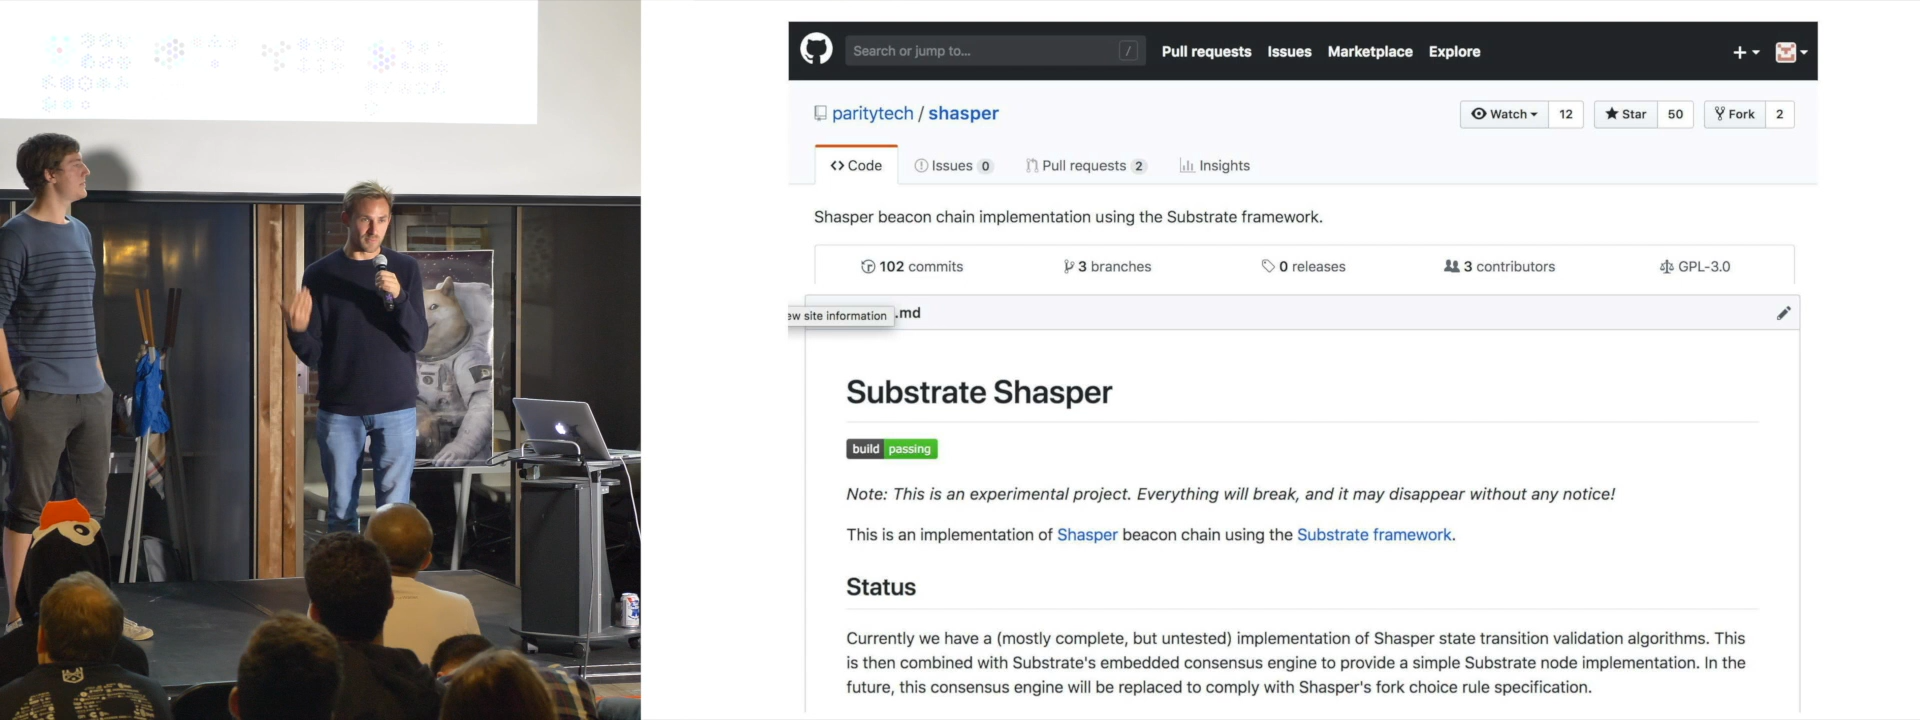 Search or jump to... /
Pull requests Issues Marketplace Explore
paritytech / shasper
Watch 12 Star 50 Fork 2
Code Issues 0 Pull requests 2 Insights
Shasper beacon chain implementation using the Substrate framework.
102 commits 3 branches 0 releases 3 contributors GPL-3.0
ew site information .md
Substrate Shasper
build passing
Note: This is an experimental project. Everything will break, and it may disappear without any notice!
This is an implementation of Shasper beacon chain using the Substrate framework.
Status
Currently we have a (mostly complete, but untested) implementation of Shasper state transition validation algorithms. This
is then combined with Substrate's embedded consensus engine to provide a simple Substrate node implementation. In the
future, this consensus engine will be replaced to comply with Shasper's fork choice rule specification.